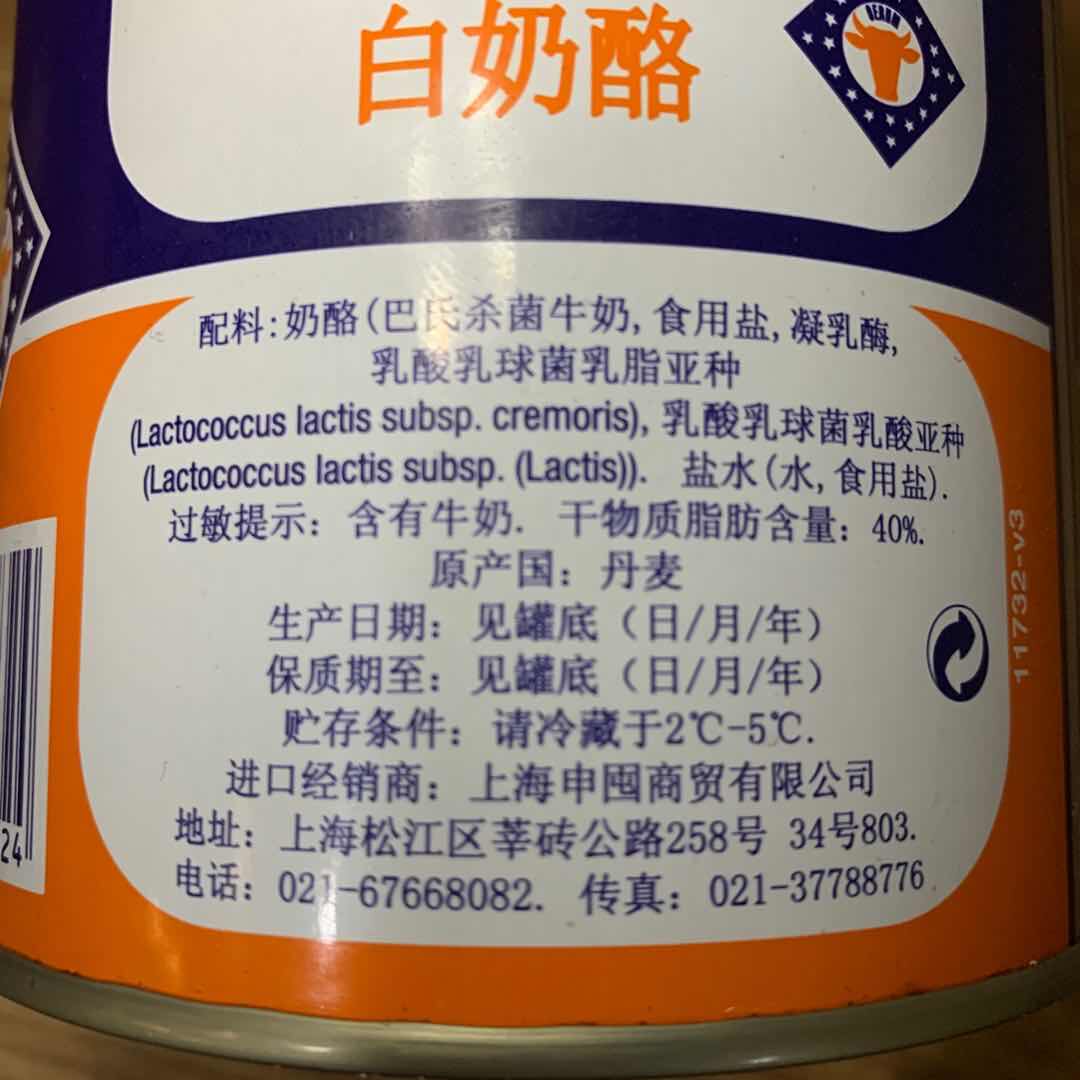 白奶酪
配料:奶酪(巴氏杀菌牛奶,食用盐,凝乳酶,
乳酸乳球菌乳脂亚种
(Lactococcus lactis subsp. cremoris), 乳酸乳球菌乳酸亚种
(Lactococcus lactis subsp. (Lactis)). 盐水(水,食用盐).
过敏提示: 含有牛奶. 干物质脂肪含量: 40%.
原产国: 丹麦
生产日期: 见罐底 (日/月/年)
保质期至: 见罐底 (日/月/年)
贮存条件: 请冷藏于2℃-5℃.
进口经销商: 上海申囤商贸有限公司
地址: 上海松江区莘砖公路258号 34号803.
电话: 021-67668082. 传真: 021-37788776
11732-v3
24